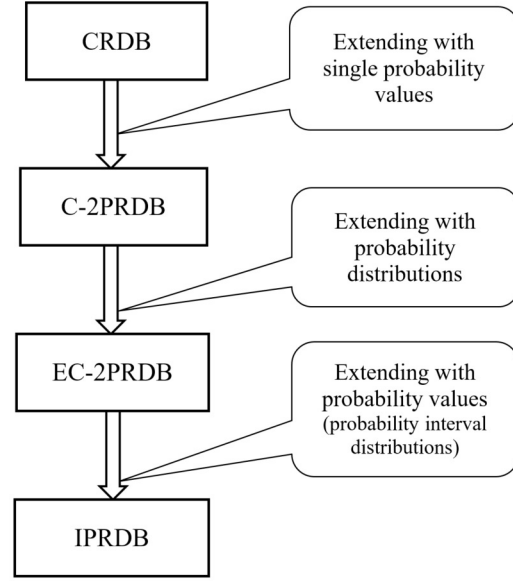 CRDB
Extending with
single probability
values
C-2PRDB
Extending with
probability
distributions
EC-2PRDB
Extending with
probability values
(probability interval
distributions)
IPRDB